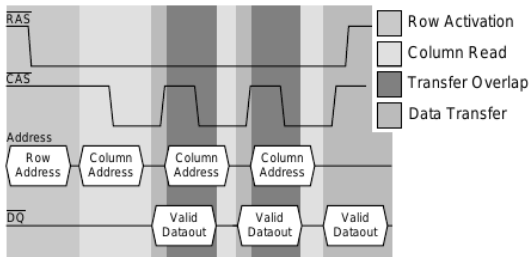 RAS
Row Activation
Column Read
Transfer Overlap
Data Transfer
CAS
Address
Row
Address
Column
Address
Column
Address
Column
Address
DQ
Valid
Dataout
Valid
Dataout
Valid
Dataout